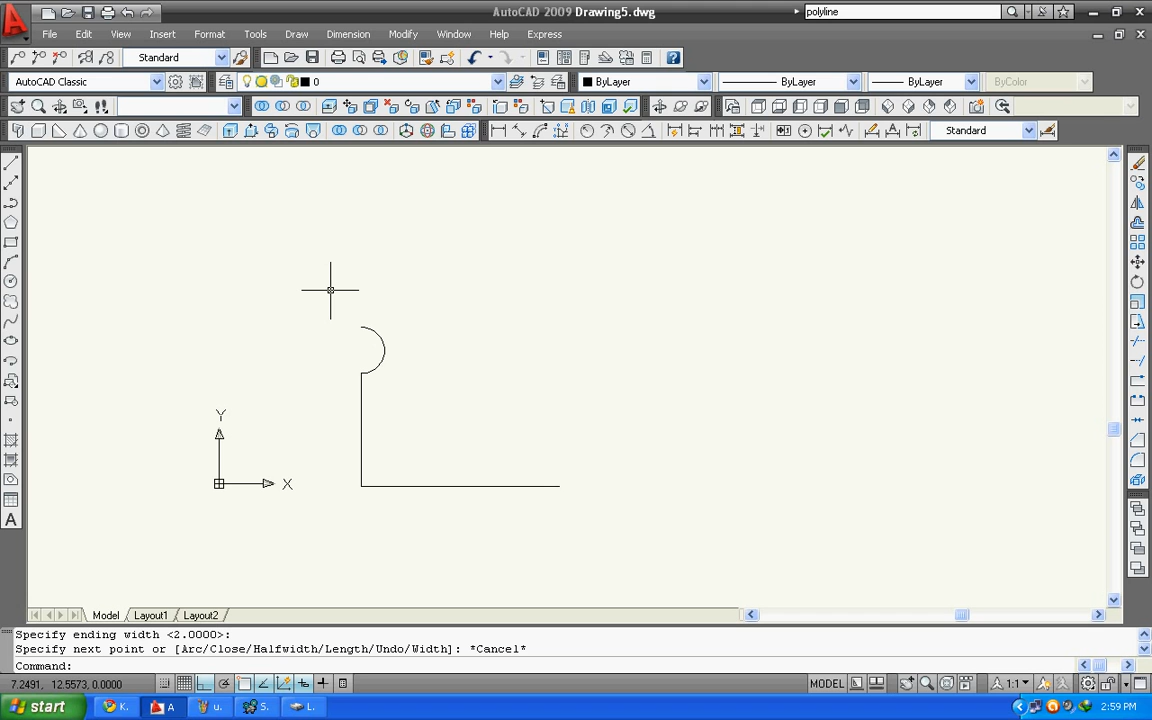 AutoCAD 2009 Drawing5.dwg
polyline
File Edit View Insert Format Tools Draw Dimension Modify Window Help Express
Standard
AutoCAD Classic
0
ByLayer
ByLayer
ByLayer
ByColor
Standard
Y
X
A
Model Layout1 Layout2
Specify ending width <2.0000>:
Specify next point or [Arc/Close/Halfwidth/Length/Undo/Width]: *Cancel*
Command:
7.2491, 12.5573, 0.0000
MODEL
1:1
start
K.
A
u.
S.
L.
2:59 PM